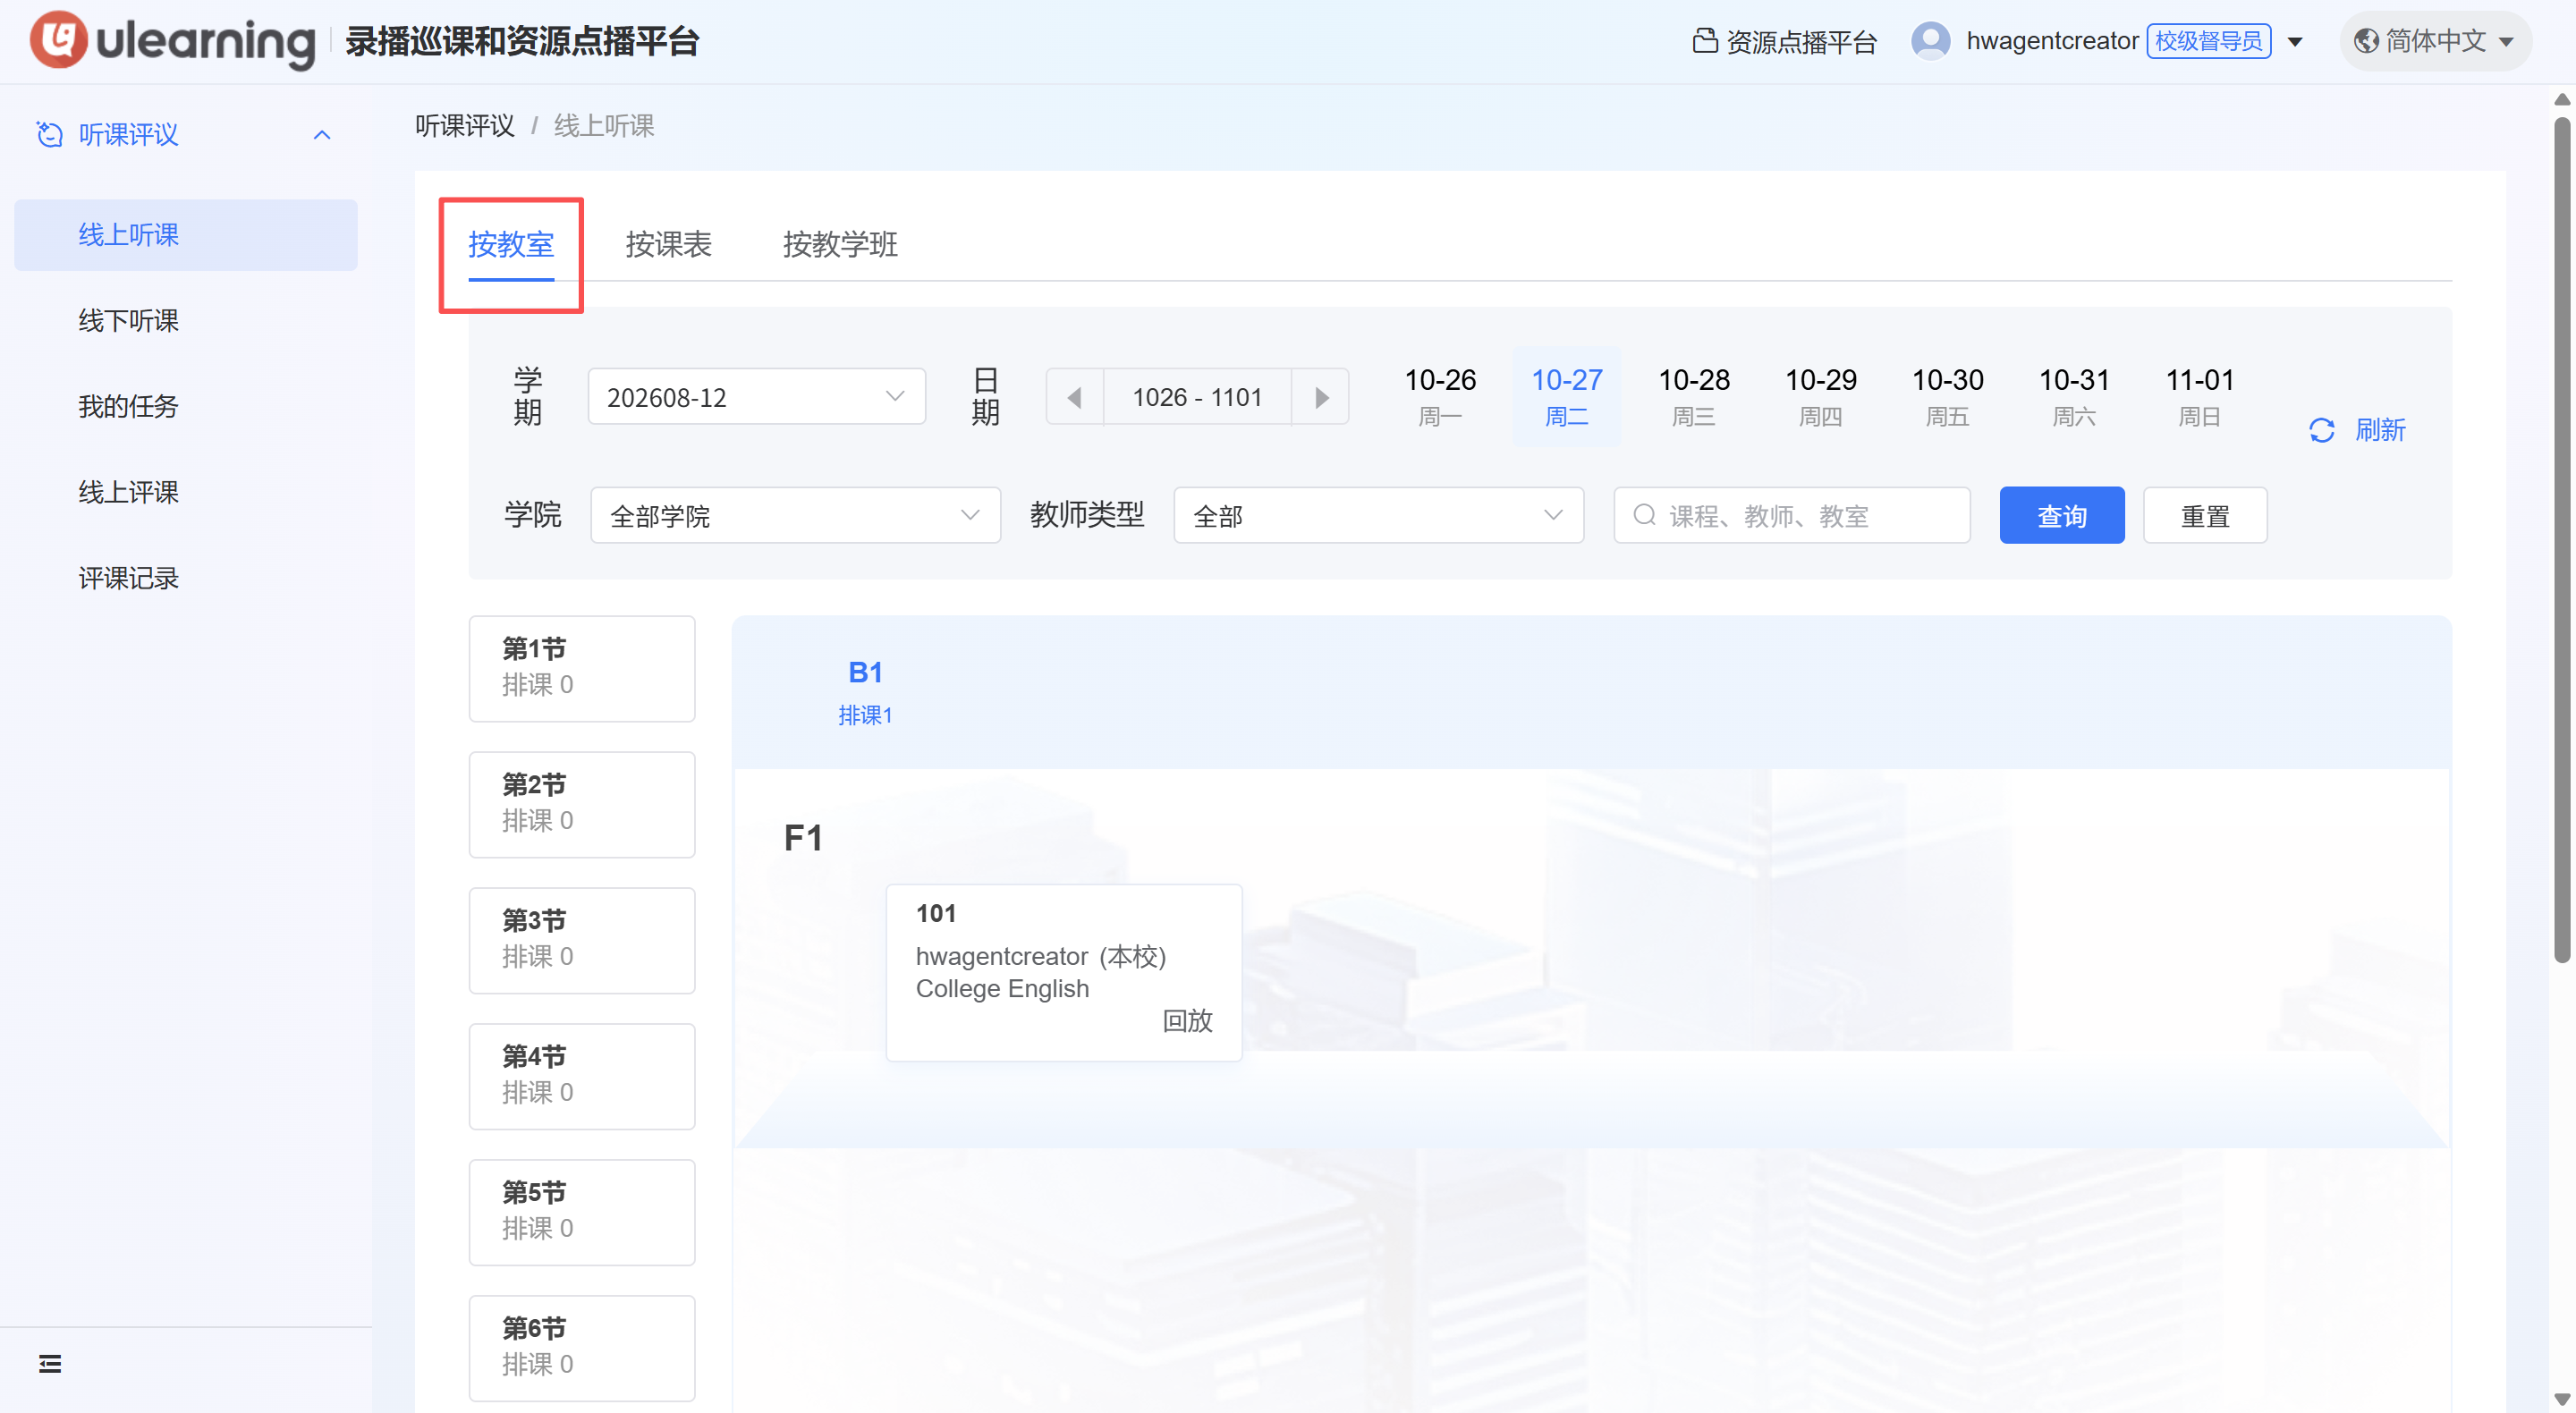 ulearning 录播巡课和资源点播平台 资源点播平台 hwagentcreator 校级督导员 简体中文
听课评议
线上听课
线下听课
我的任务
线上评课
评课记录
听课评议 / 线上听课
按教室 按课表 按教学班
学期 202608-12 日期 1026 - 1101
10-26 10-27 10-28 10-29 10-30 10-31 11-01
周一 周二 周三 周四 周五 周六 周日
刷新
学院 全部学院 教师类型 全部 课程、教师、教室 查询 重置
第1节
排课 0
第2节
排课 0
第3节
排课 0
第4节
排课 0
第5节
排课 0
第6节
排课 0
B1
排课1
F1
101
hwagentcreator (本校)
College English
回放